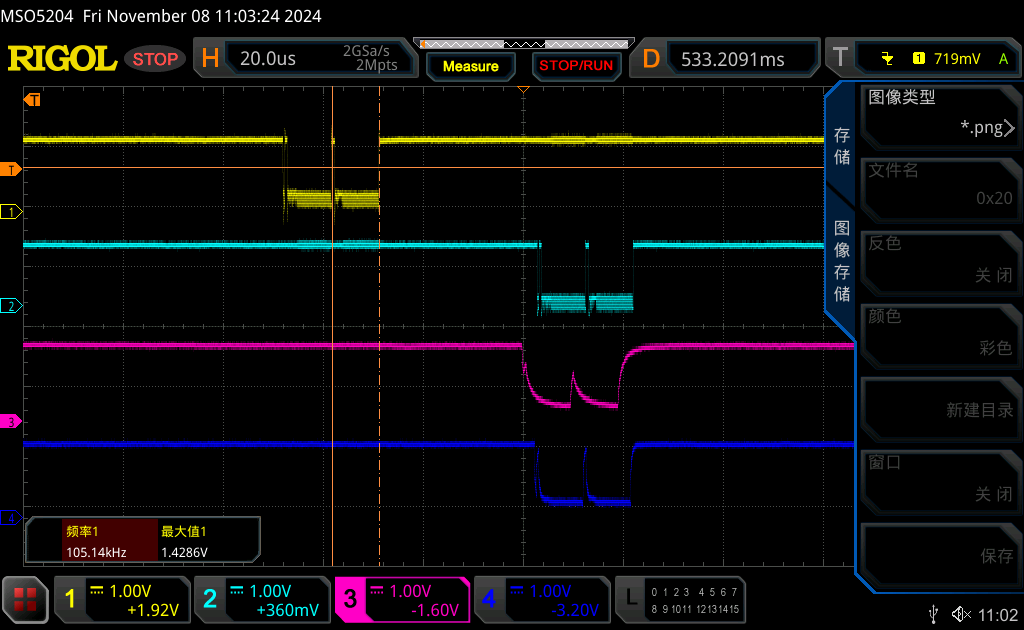 MSO5204 Fri November 08 11:03:24 2024
RIGOL STOP H 20.0us 2GSa/s 2Mpts Measure STOP/RUN D 533.2091ms T 1 719mV A
T
存储
图像存储
图像类型
*.png
文件名
0x20
反色
关闭
颜色
彩色
新建目录
窗口
关闭
保存
T
1
2
3
4
频率1 最大值1
105.14kHz 1.4286V
1 1.00V +1.92V
2 1.00V +360mV
3 1.00V -1.60V
4 1.00V -3.20V
L 0 1 2 3 4 5 6 7
8 9 10 11 12 13 14 15
11:02